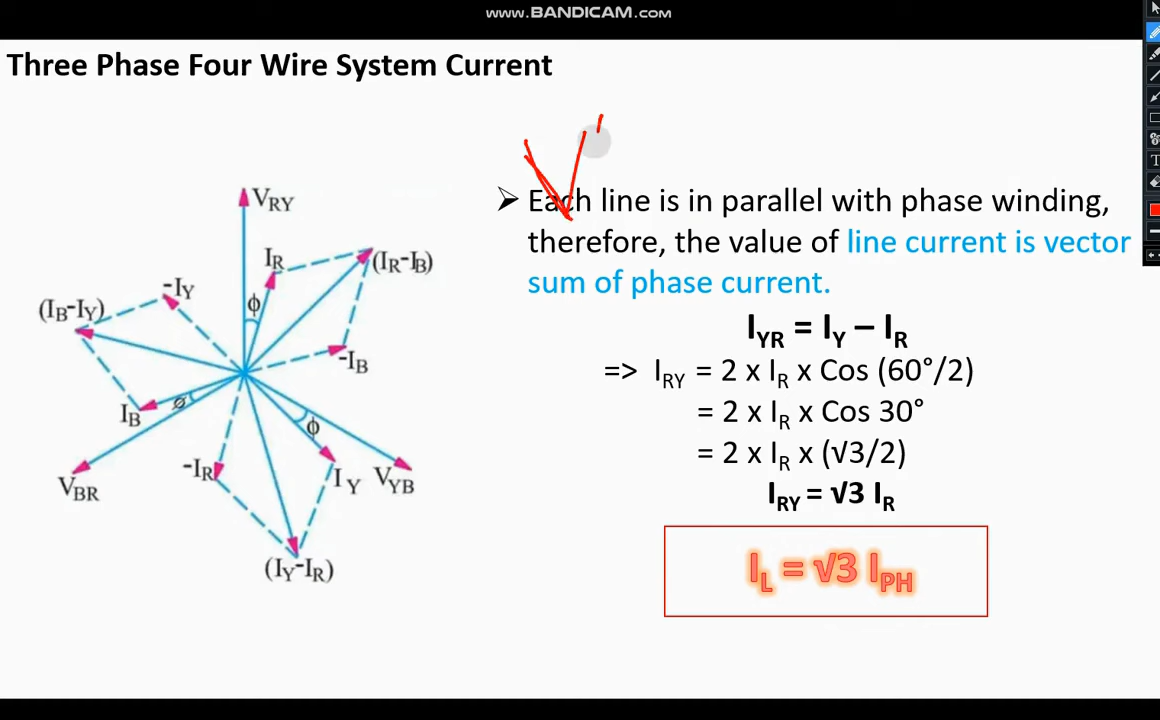 www.BANDICAM.com
Three Phase Four Wire System Current
V_RY
I_R
(I_R-I_B)
-I_Y
(I_B-I_Y)
ϕ
-I_B
I_B
ø
ϕ
-I_R
I_Y
V_YB
V_BR
(I_Y-I_R)
➢ Each line is in parallel with phase winding,
therefore, the value of line current is vector
sum of phase current.
I_YR = I_Y – I_R
=> I_RY = 2 x I_R x Cos (60°/2)
= 2 x I_R x Cos 30°
= 2 x I_R x (√3/2)
I_RY = √3 I_R
I_L = √3 I_PH
T